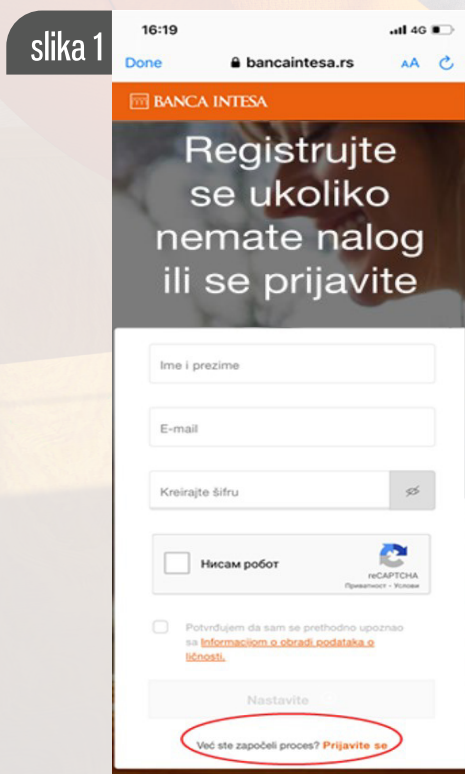 slika 1
16:19
4G
Done
bancaintesa.rs
AA
BANCA INTESA
Registrujte
se ukoliko
nemate nalog
ili se prijavite
Ime i prezime
E-mail
Kreirajte šifru
Нисам робот
reCAPTCHA
Приватност - Услови
Potvrđujem da sam se prethodno upoznao
sa Informacijom o obradi podataka o
ličnosti.
Nastavite
Već ste započeli proces? Prijavite se